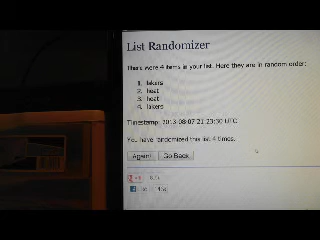 List Randomizer
There were 4 items in your list. Here they are in random order:
1. lakers
2. heat
3. heat
4. lakers
Timestamp: 2013-08-07 21:23:30 UTC
You have randomized this list 4 times.
Again! Go Back